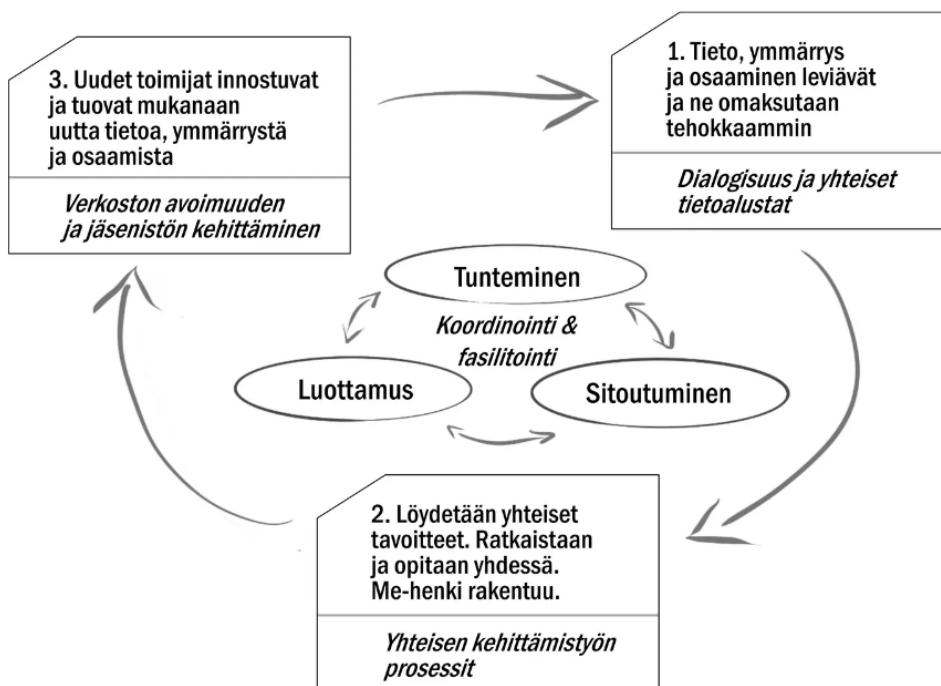 3. Uudet toimijat innostuvat
ja tuovat mukanaan
uutta tietoa, ymmärrystä
ja osaamista
Verkoston avoimuuden
ja jäsenistön kehittäminen
1. Tieto, ymmärrys
ja osaaminen leviävät
ja ne omaksutaan
tehokkaammin
Dialogisuus ja yhteiset
tietoalustat
Tunteminen
Koordinointi &
fasilitointi
Luottamus
Sitoutuminen
2. Löydetään yhteiset
tavoitteet. Ratkaistaan
ja opitaan yhdessä.
Me-henki rakentuu.
Yhteisen kehittämistyön
prosessit